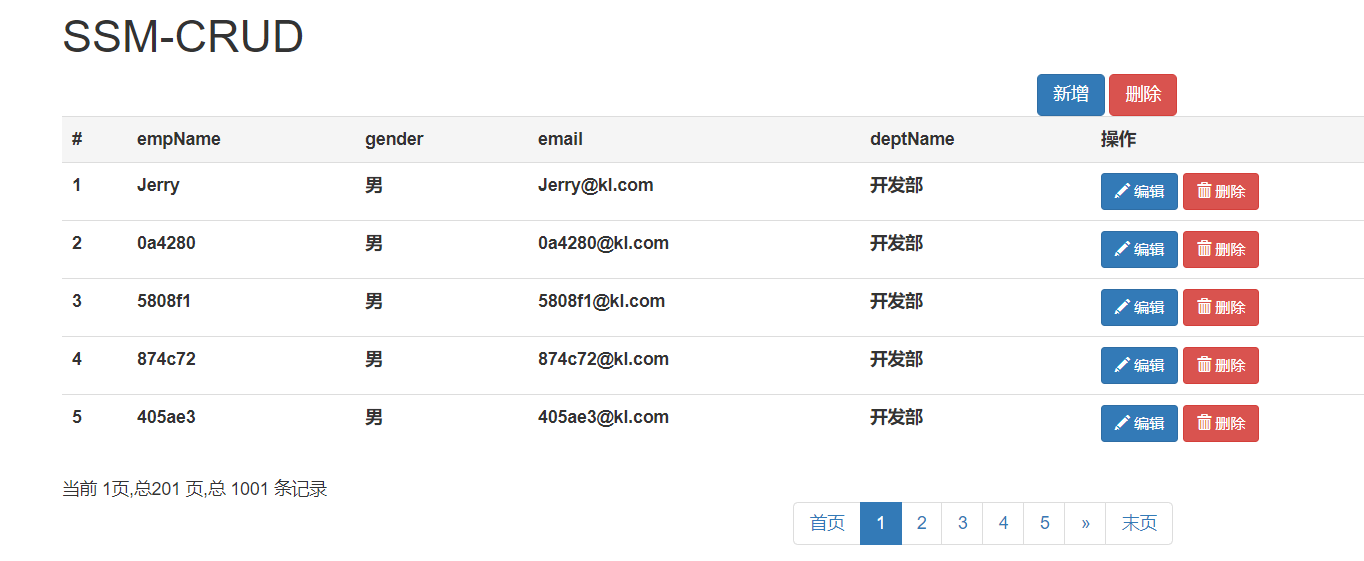 SSM-CRUD
新增 删除
# empName gender email deptName 操作
1 Jerry 男 Jerry@kl.com 开发部 编辑 删除
2 0a4280 男 0a4280@kl.com 开发部 编辑 删除
3 5808f1 男 5808f1@kl.com 开发部 编辑 删除
4 874c72 男 874c72@kl.com 开发部 编辑 删除
5 405ae3 男 405ae3@kl.com 开发部 编辑 删除
当前 1页,总201 页,总 1001 条记录
首页 1 2 3 4 5 » 末页